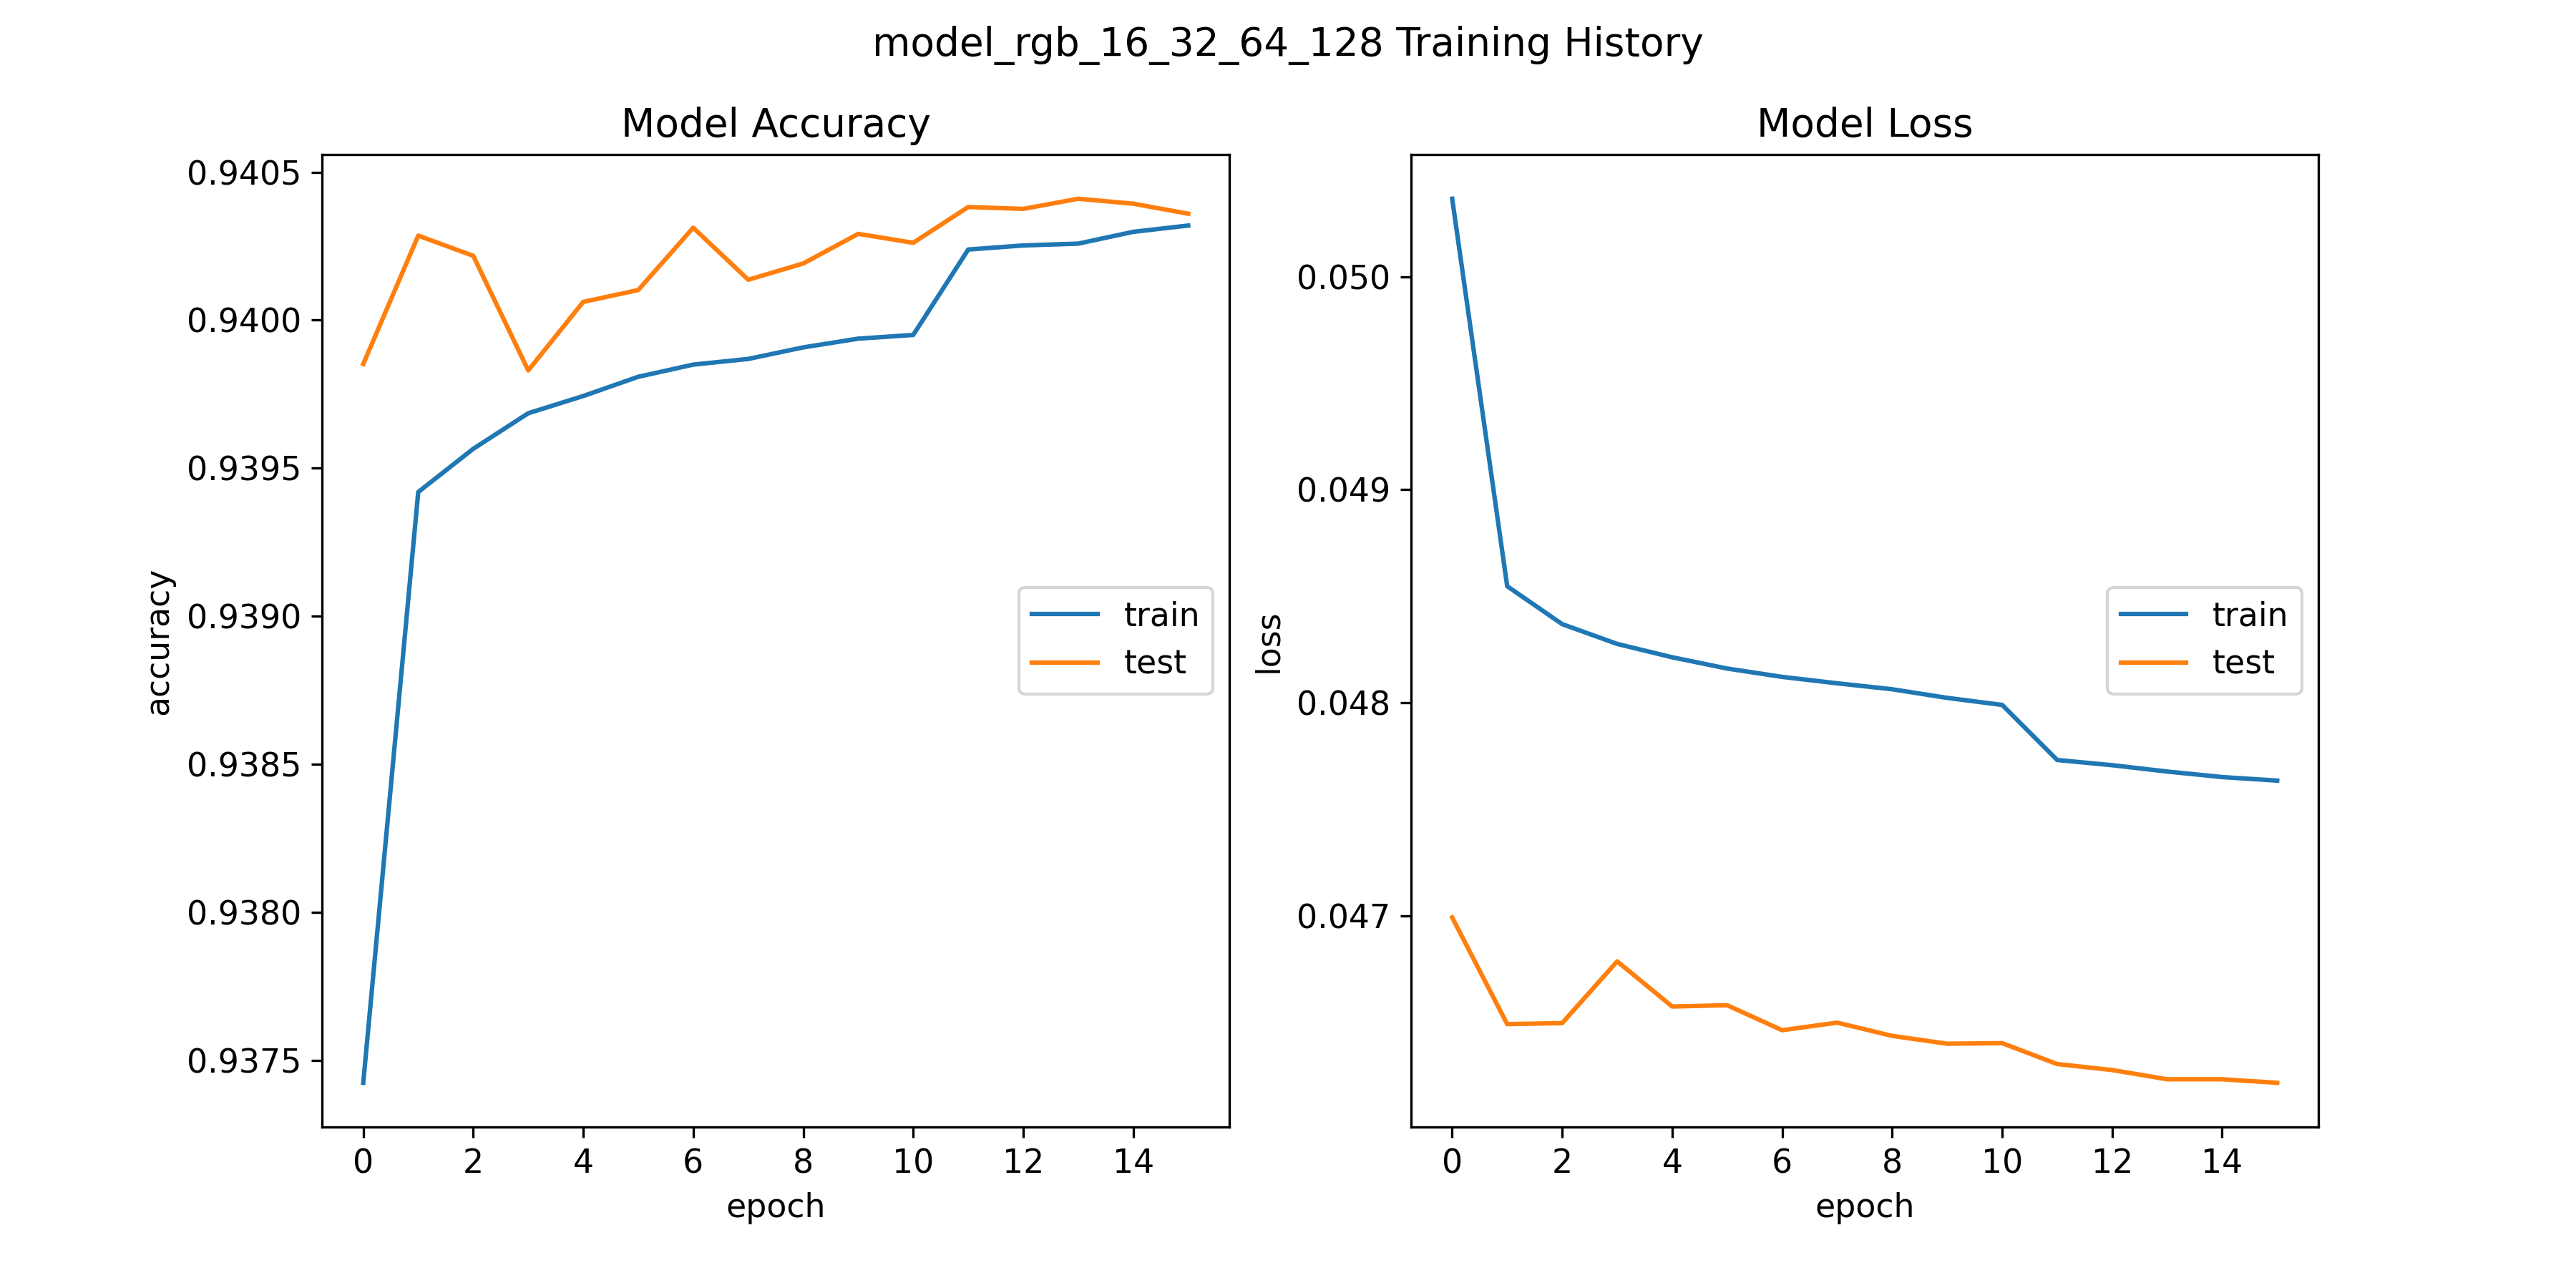 model_rgb_16_32_64_128 Training History
Model Accuracy
0.9405
0.9400
0.9395
0.9390
0.9385
0.9380
0.9375
accuracy
train
test
0 2 4 6 8 10 12 14
epoch
Model Loss
0.050
0.049
0.048
0.047
loss
train
test
0 2 4 6 8 10 12 14
epoch